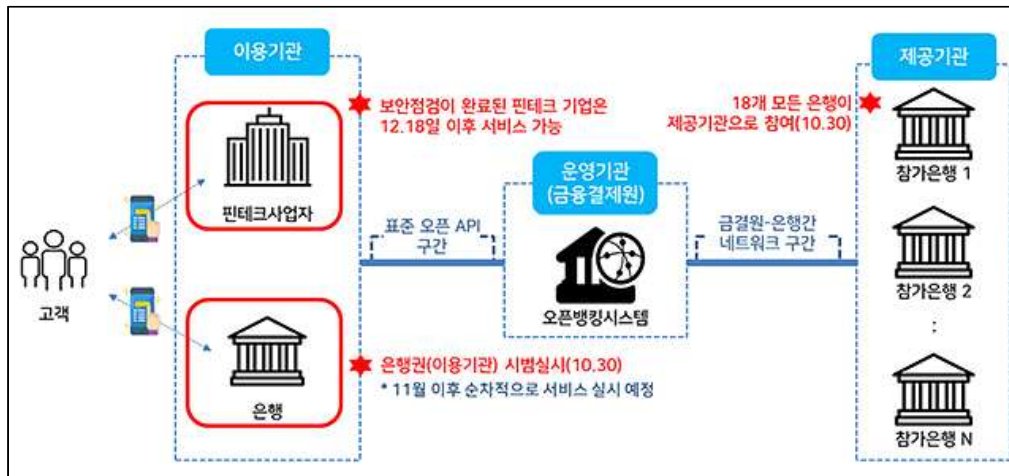 이용기관
제공기관
보안점검이 완료된 핀테크 기업은
12.18일 이후 서비스 가능
18개 모든 은행이
제공기관으로 참여(10.30)
운영기관
(금융결제원)
핀테크사업자
참가은행 1
표준 오픈 API
구간
금결원-은행간
네트워크 구간
고객
오픈뱅킹시스템
참가은행 2
:
은행권(이용기관) 시범실시(10.30)
* 11월 이후 순차적으로 서비스 실시 예정
은행
참가은행 N